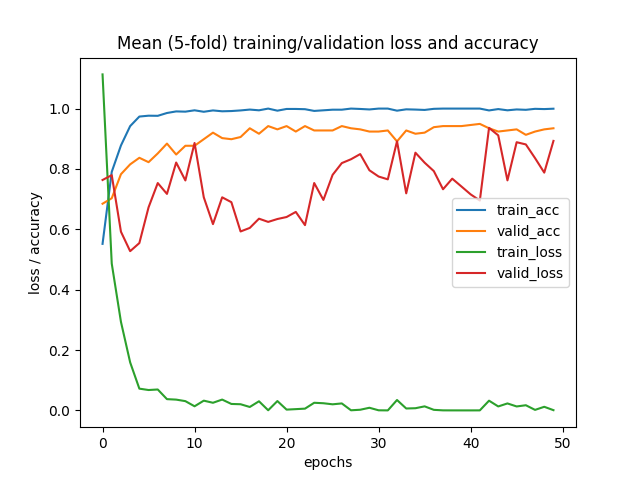 Mean (5-fold) training/validation loss and accuracy
loss / accuracy
1.0
0.8
0.6
0.4
0.2
0.0
train_acc
valid_acc
train_loss
valid_loss
0 10 20 30 40 50
epochs